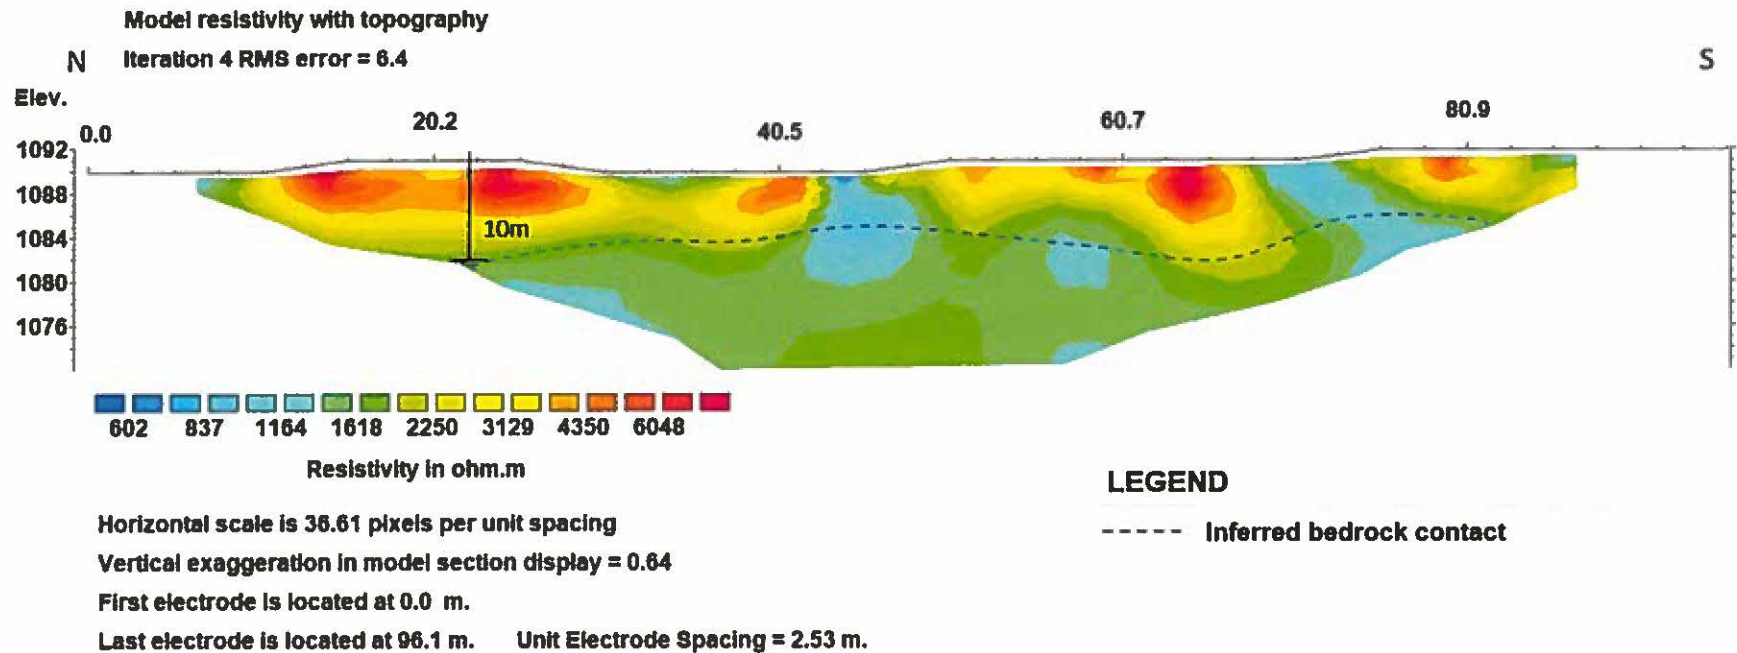 Model resistivity with topography
N Iteration 4 RMS error = 6.4 S
Elev.
0.0 20.2 40.5 60.7 80.9
1092
1088
1084
1080
1076
10m
602 837 1164 1618 2250 3129 4350 6048
Resistivity in ohm.m
LEGEND
Inferred bedrock contact
Horizontal scale is 36.61 pixels per unit spacing
Vertical exaggeration in model section display = 0.64
First electrode is located at 0.0 m.
Last electrode is located at 96.1 m. Unit Electrode Spacing = 2.53 m.